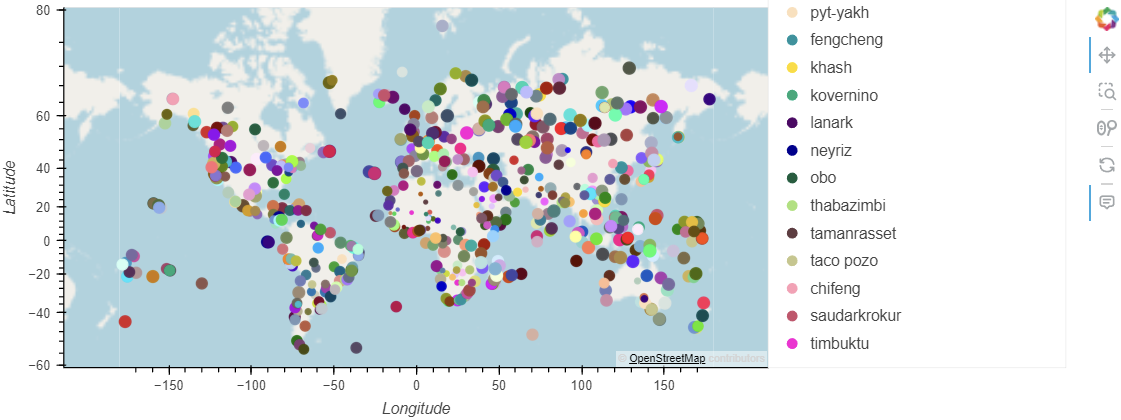 80
60
40
20
0
−20
−40
−60
Latitude
−150
−100
−50
0
50
100
150
Longitude
© OpenStreetMap contributors
pyt-yakh
fengcheng
khash
kovernino
lanark
neyriz
obo
thabazimbi
tamanrasset
taco pozo
chifeng
saudarkrokur
timbuktu